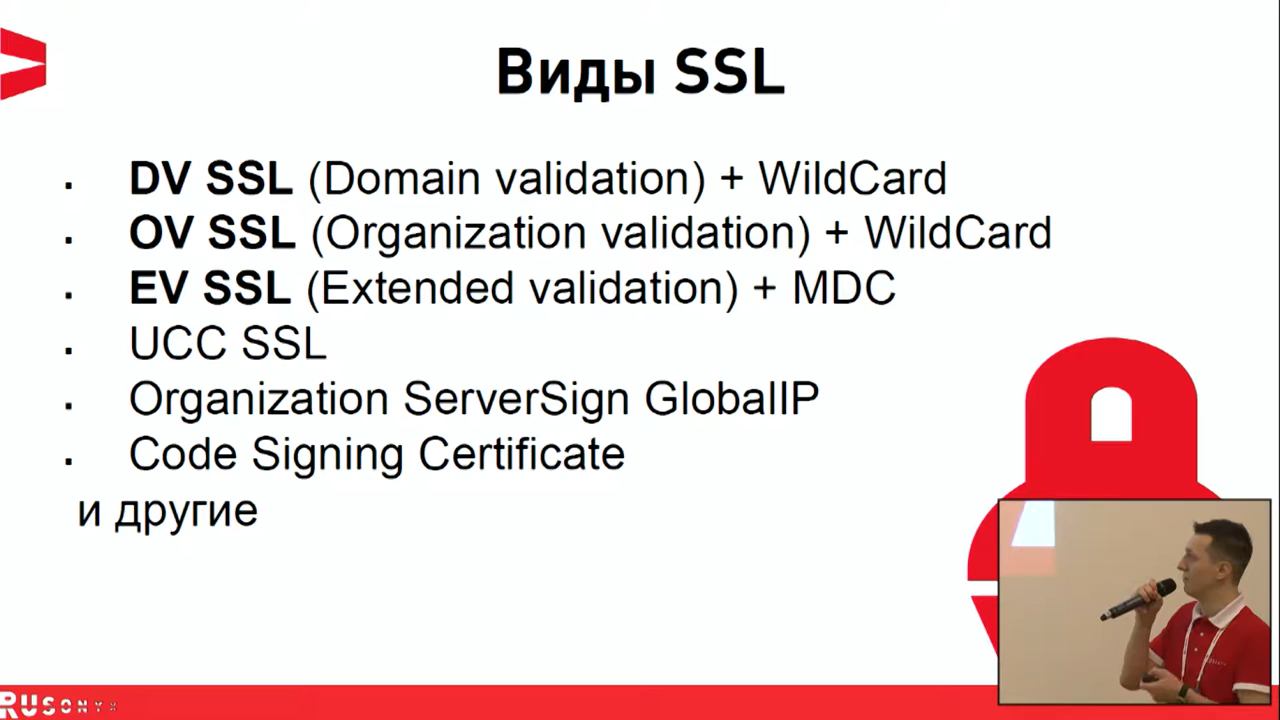 Виды SSL
▪ DV SSL (Domain validation) + WildCard
▪ OV SSL (Organization validation) + WildCard
▪ EV SSL (Extended validation) + MDC
▪ UCC SSL
▪ Organization ServerSign GlobalIP
▪ Code Signing Certificate
и другие
RUSONYX